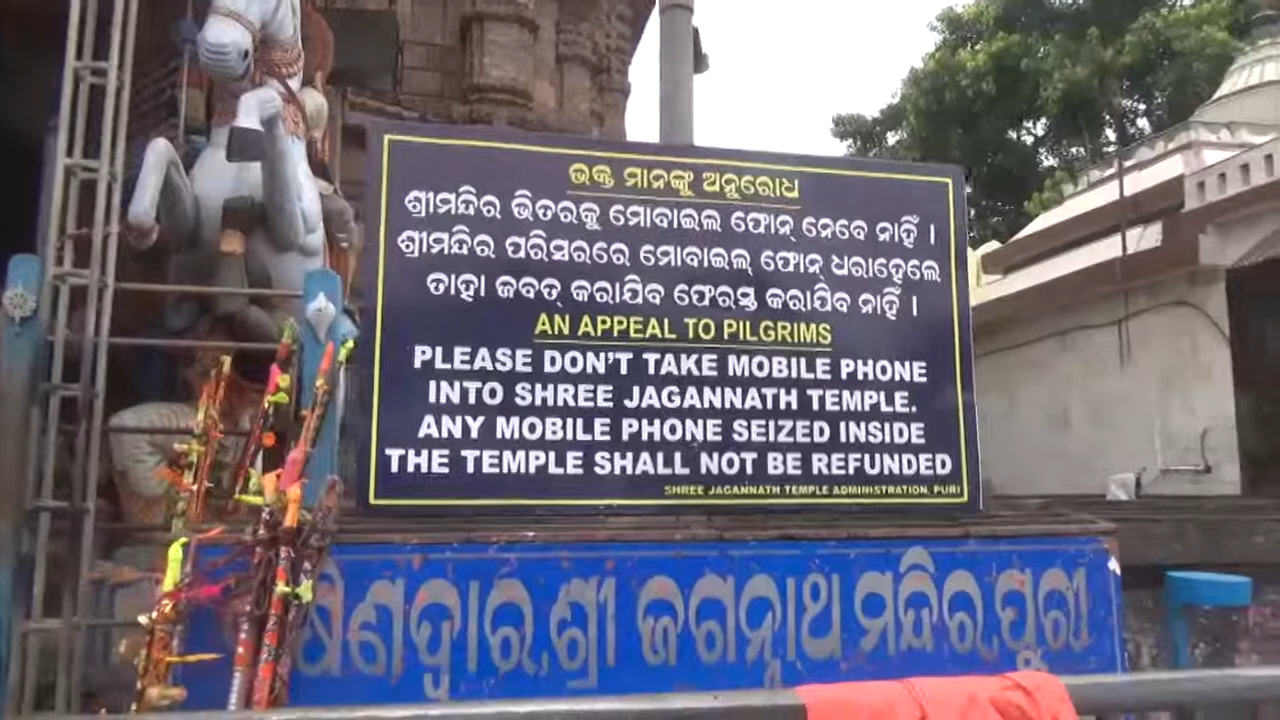 ଭକ୍ତ ମାନଙ୍କୁ ଅନୁରୋଧ
ଶ୍ରୀମନ୍ଦିର ଭିତରକୁ ମୋବାଇଲ ଫୋନ୍ ନେବେ ନାହିଁ ।
ଶ୍ରୀମନ୍ଦିର ପରିସରରେ ମୋବାଇଲ୍ ଫୋନ୍ ଧରାହେଲେ
ତାହା ଜବତ୍ କରାଯିବ ଫେରସ୍ତ କରାଯିବ ନାହିଁ ।
AN APPEAL TO PILGRIMS
PLEASE DON'T TAKE MOBILE PHONE
INTO SHREE JAGANNATH TEMPLE.
ANY MOBILE PHONE SEIZED INSIDE
THE TEMPLE SHALL NOT BE REFUNDED
SHREE JAGANNATH TEMPLE ADMINISTRATION, PURI
ଶ୍ରୀ ଜଗନ୍ନାଥ ମନ୍ଦିର,ପୁରୀ